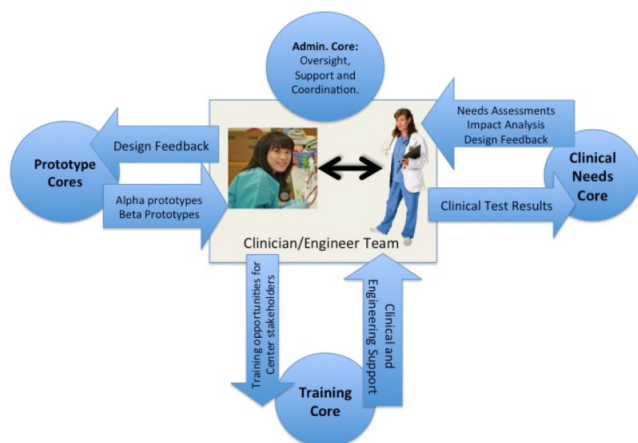 Admin. Core:
Oversight,
Support and
Coordination.
Needs Assessments
Impact Analysis
Design Feedback
Design Feedback
Prototype
Cores
Clinical
Needs
Core
Alpha prototypes
Beta Prototypes
Clinical Test Results
Clinician/Engineer Team
Training opportunities for
Center stakeholders
Clinical and
Engineering Support
Training
Core